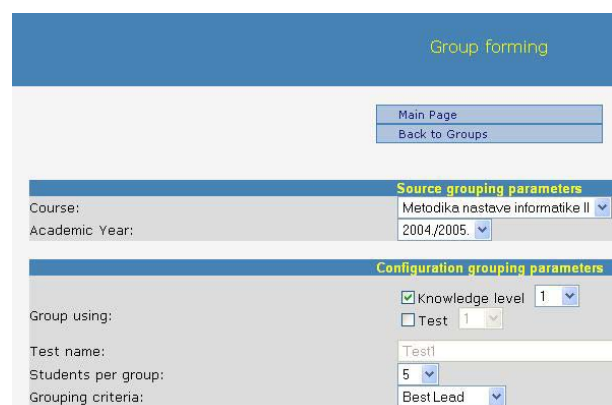 Group forming
Main Page
Back to Groups
Source grouping parameters
Course: Metodika nastave informatike II
Academic Year: 2004./2005.
Configuration grouping parameters
Group using: Knowledge level 1
Test 1
Test name: Test1
Students per group: 5
Grouping criteria: Best Lead